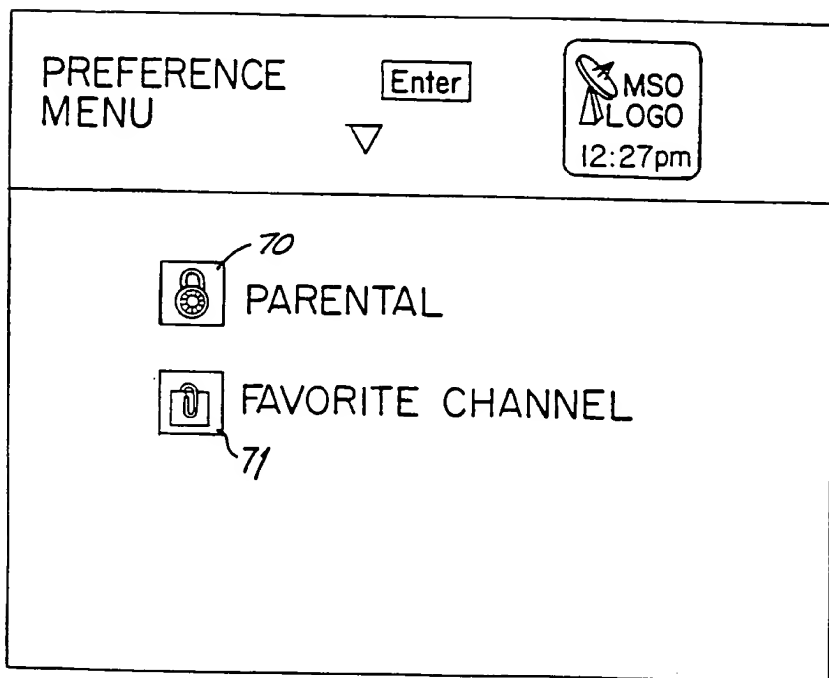 PREFERENCE
MENU
Enter
MSO
LOGO
12:27pm
70
PARENTAL
FAVORITE CHANNEL
71